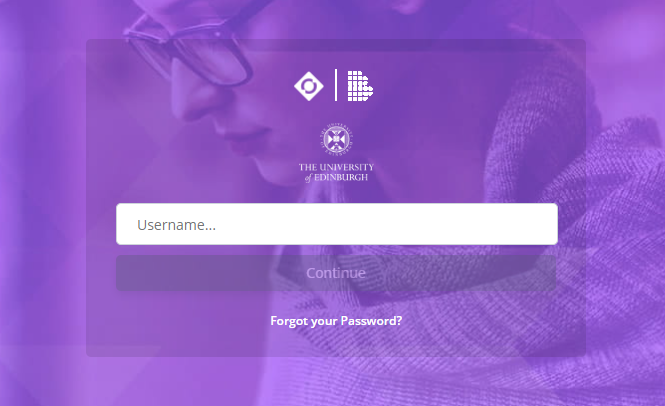 THE UNIVERSITY
of EDINBURGH
Username...
Continue
Forgot your Password?